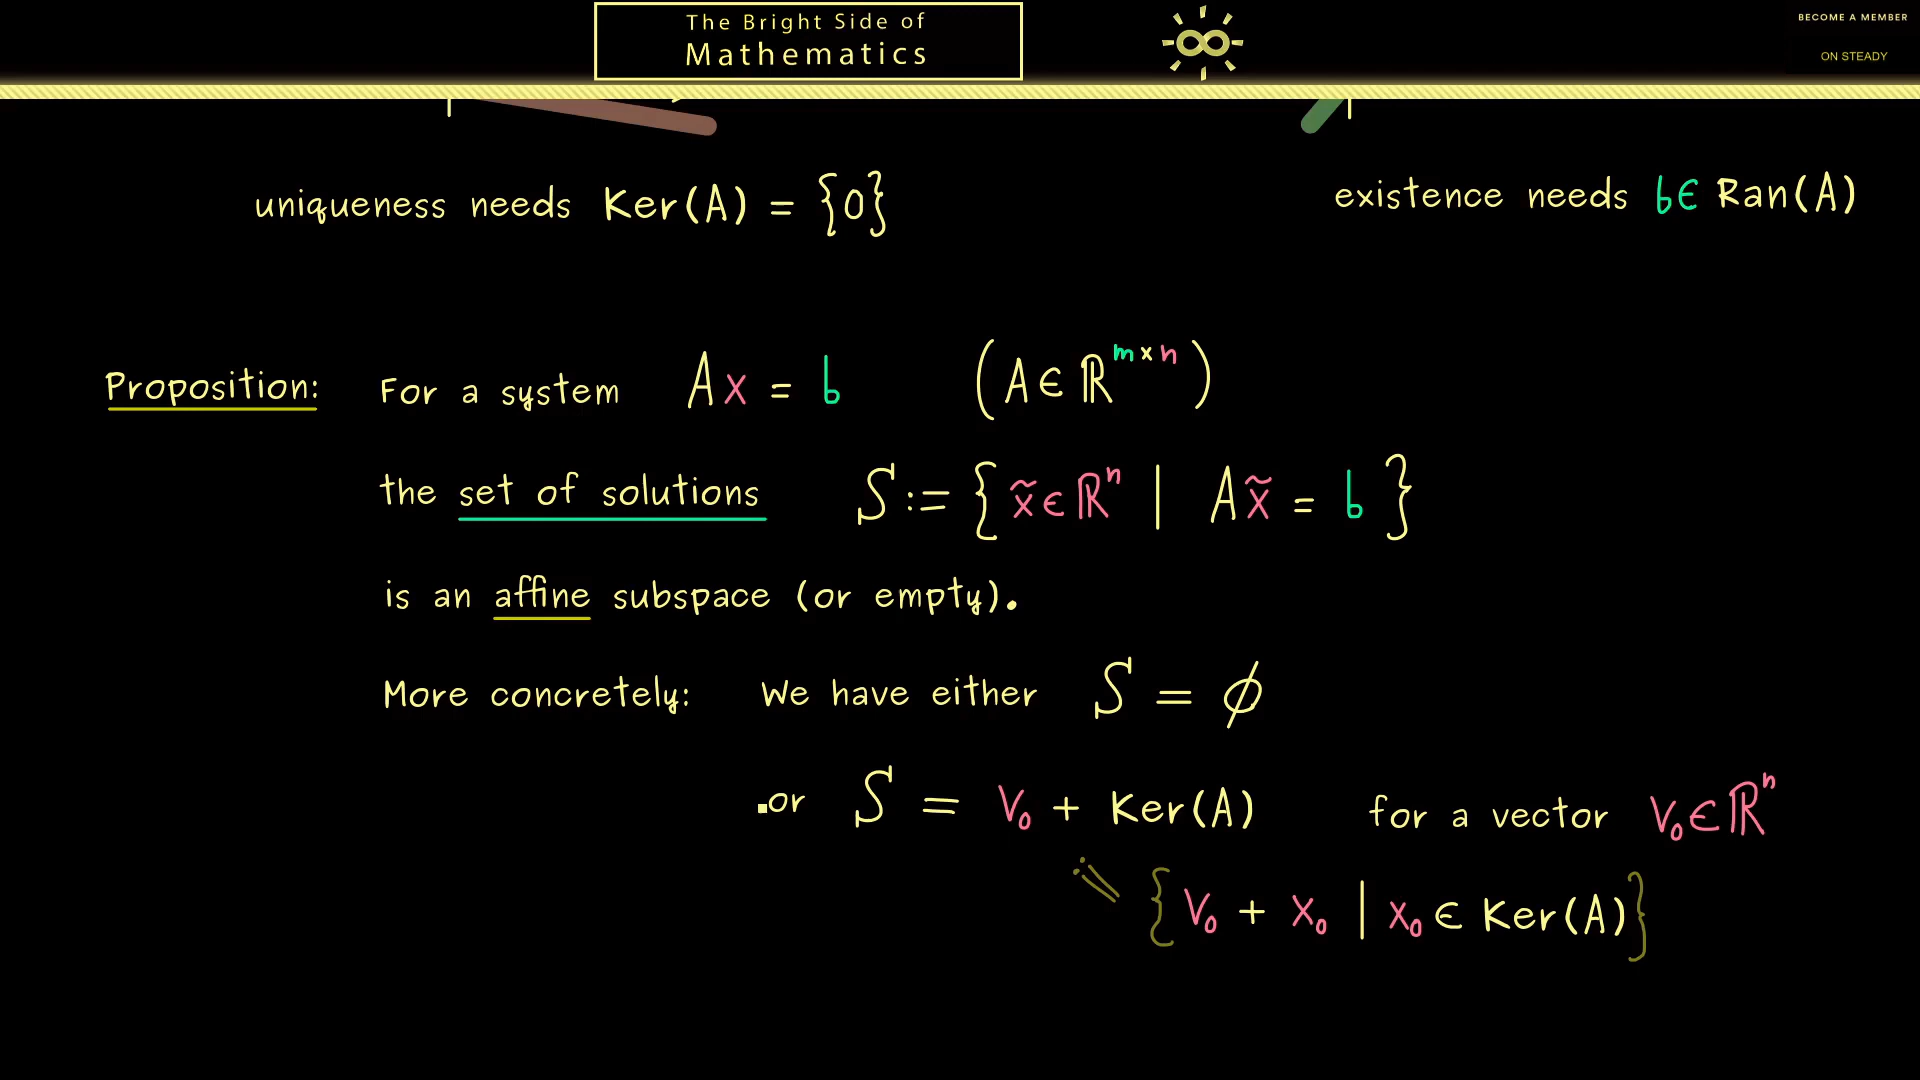 The Bright Side of
Mathematics
BECOME A MEMBER
ON STEADY
uniqueness needs Ker(A) = {0}
existence needs b∈ Ran(A)
Proposition: For a system Ax = b (A∈ℝ^{m×n})
the set of solutions S := {x̃∈ℝⁿ | Ax̃ = b}
is an affine subspace (or empty).
More concretely: We have either S = ∅
or S = v₀ + Ker(A) for a vector v₀∈ℝⁿ
:= {v₀ + x₀ | x₀∈ Ker(A)}